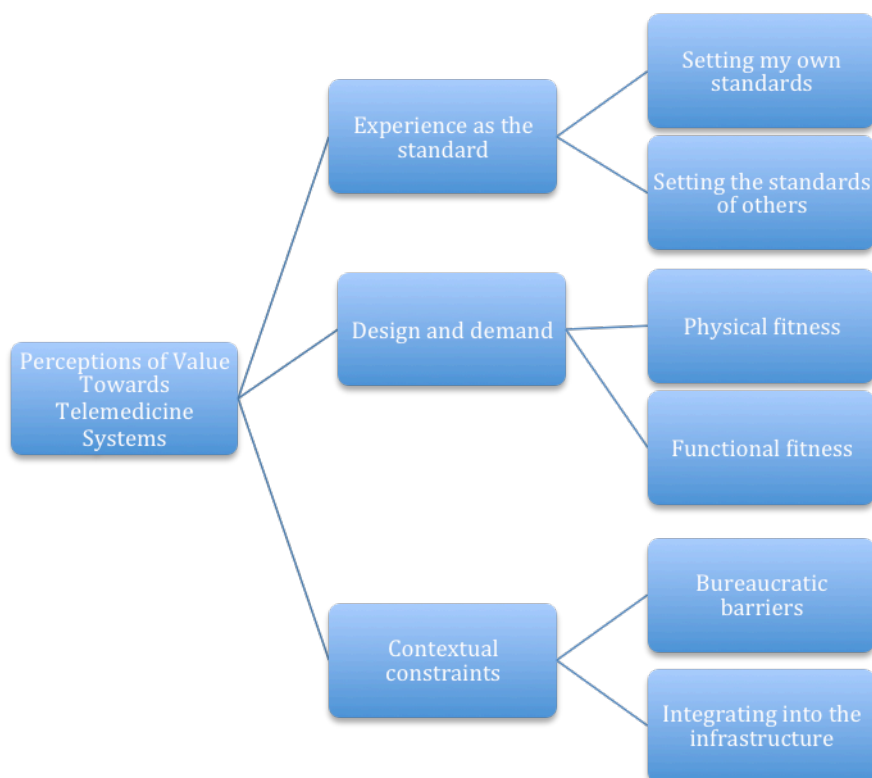 Setting my own
standards
Experience as the
standard
Setting the standards
of others
Design and demand
Physical fitness
Perceptions of Value
Towards
Telemedicine
Systems
Functional fitness
Bureaucratic
barriers
Contextual
constraints
Integrating into the
infrastructure